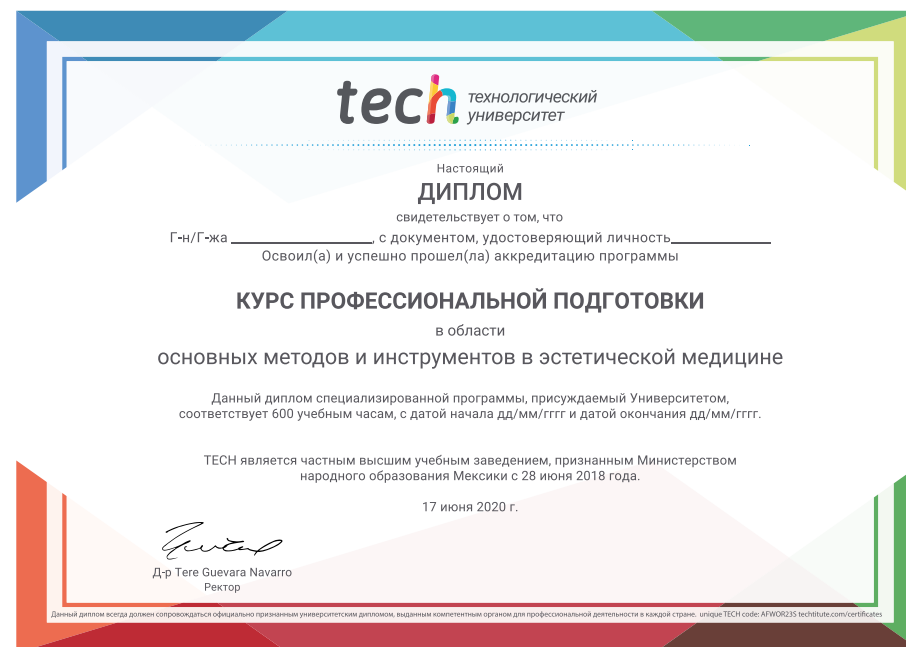 tech технологический
университет
Настоящий
ДИПЛОМ
свидетельствует о том, что
Г-н/Г-жа ____________________, с документом, удостоверяющий личность______________
Освоил(а) и успешно прошел(ла) аккредитацию программы
КУРС ПРОФЕССИОНАЛЬНОЙ ПОДГОТОВКИ
в области
основных методов и инструментов в эстетической медицине
Данный диплом специализированной программы, присуждаемый Университетом,
соответствует 600 учебным часам, с датой начала дд/мм/гггг и датой окончания дд/мм/гггг.
TECH является частным высшим учебным заведением, признанным Министерством
народного образования Мексики с 28 июня 2018 года.
17 июня 2020 г.
Д-р Tere Guevara Navarro
Ректор
Данный диплом всегда должен сопровождаться официально признанным университетским дипломом, выданным компетентным органом для профессиональной деятельности в каждой стране. unique TECH code: AFWOR23S techtitute.com/certificates